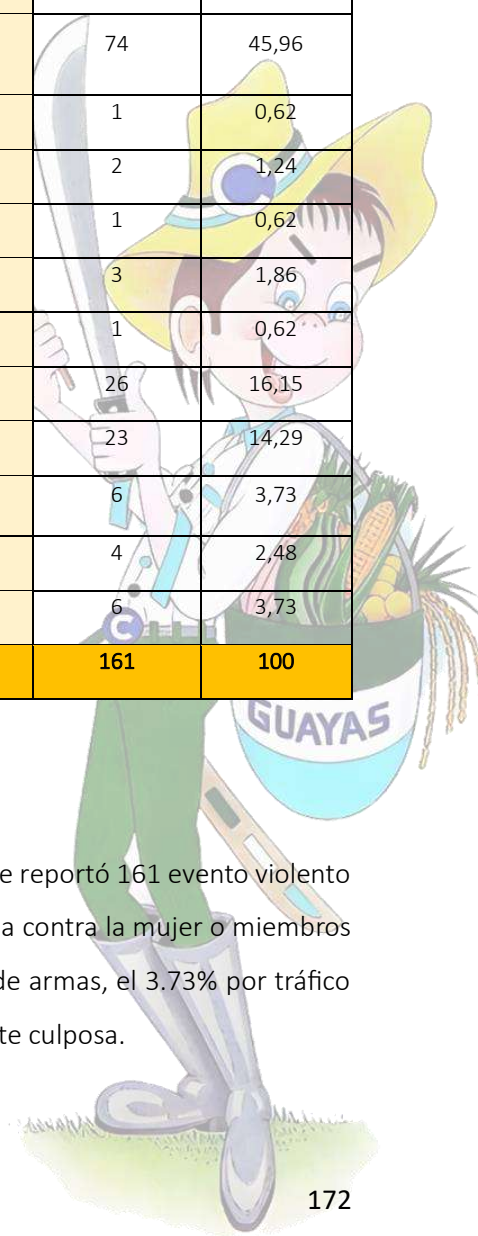 74 45,96
1 0,62
2 1,24
1 0,62
3 1,86
1 0,62
26 16,15
23 14,29
6 3,73
4 2,48
6 3,73
161 100
C
C
GUAYAS
e reportó 161 evento violento
a contra la mujer o miembros
de armas, el 3.73% por tráfico
te culposa.
172